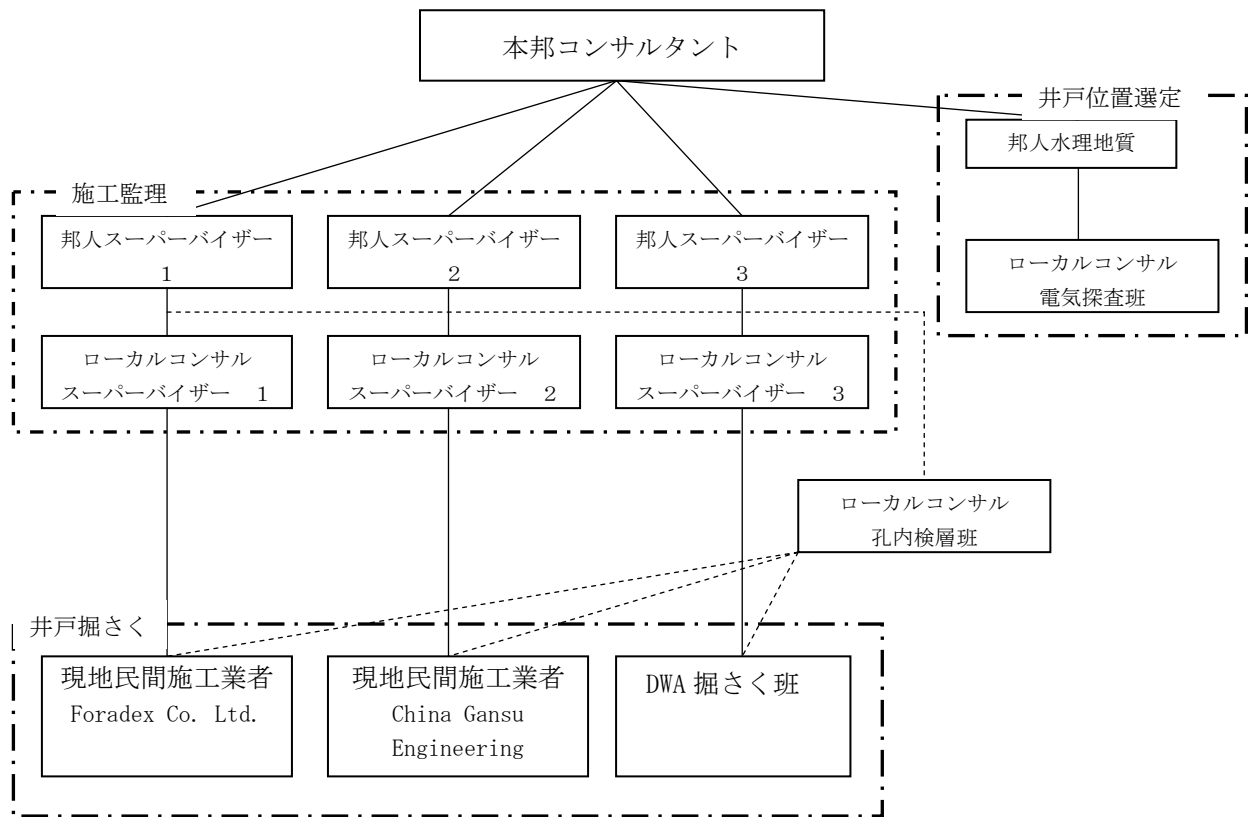 本邦コンサルタント
井戸位置選定
邦人水理地質
ローカルコンサル
電気探査班
施工監理
邦人スーパーバイザー
1
邦人スーパーバイザー
2
邦人スーパーバイザー
3
ローカルコンサル
スーパーバイザー 1
ローカルコンサル
スーパーバイザー 2
ローカルコンサル
スーパーバイザー 3
ローカルコンサル
孔内検層班
井戸掘さく
現地民間施工業者
Foradex Co. Ltd.
現地民間施工業者
China Gansu
Engineering
DWA 掘さく班